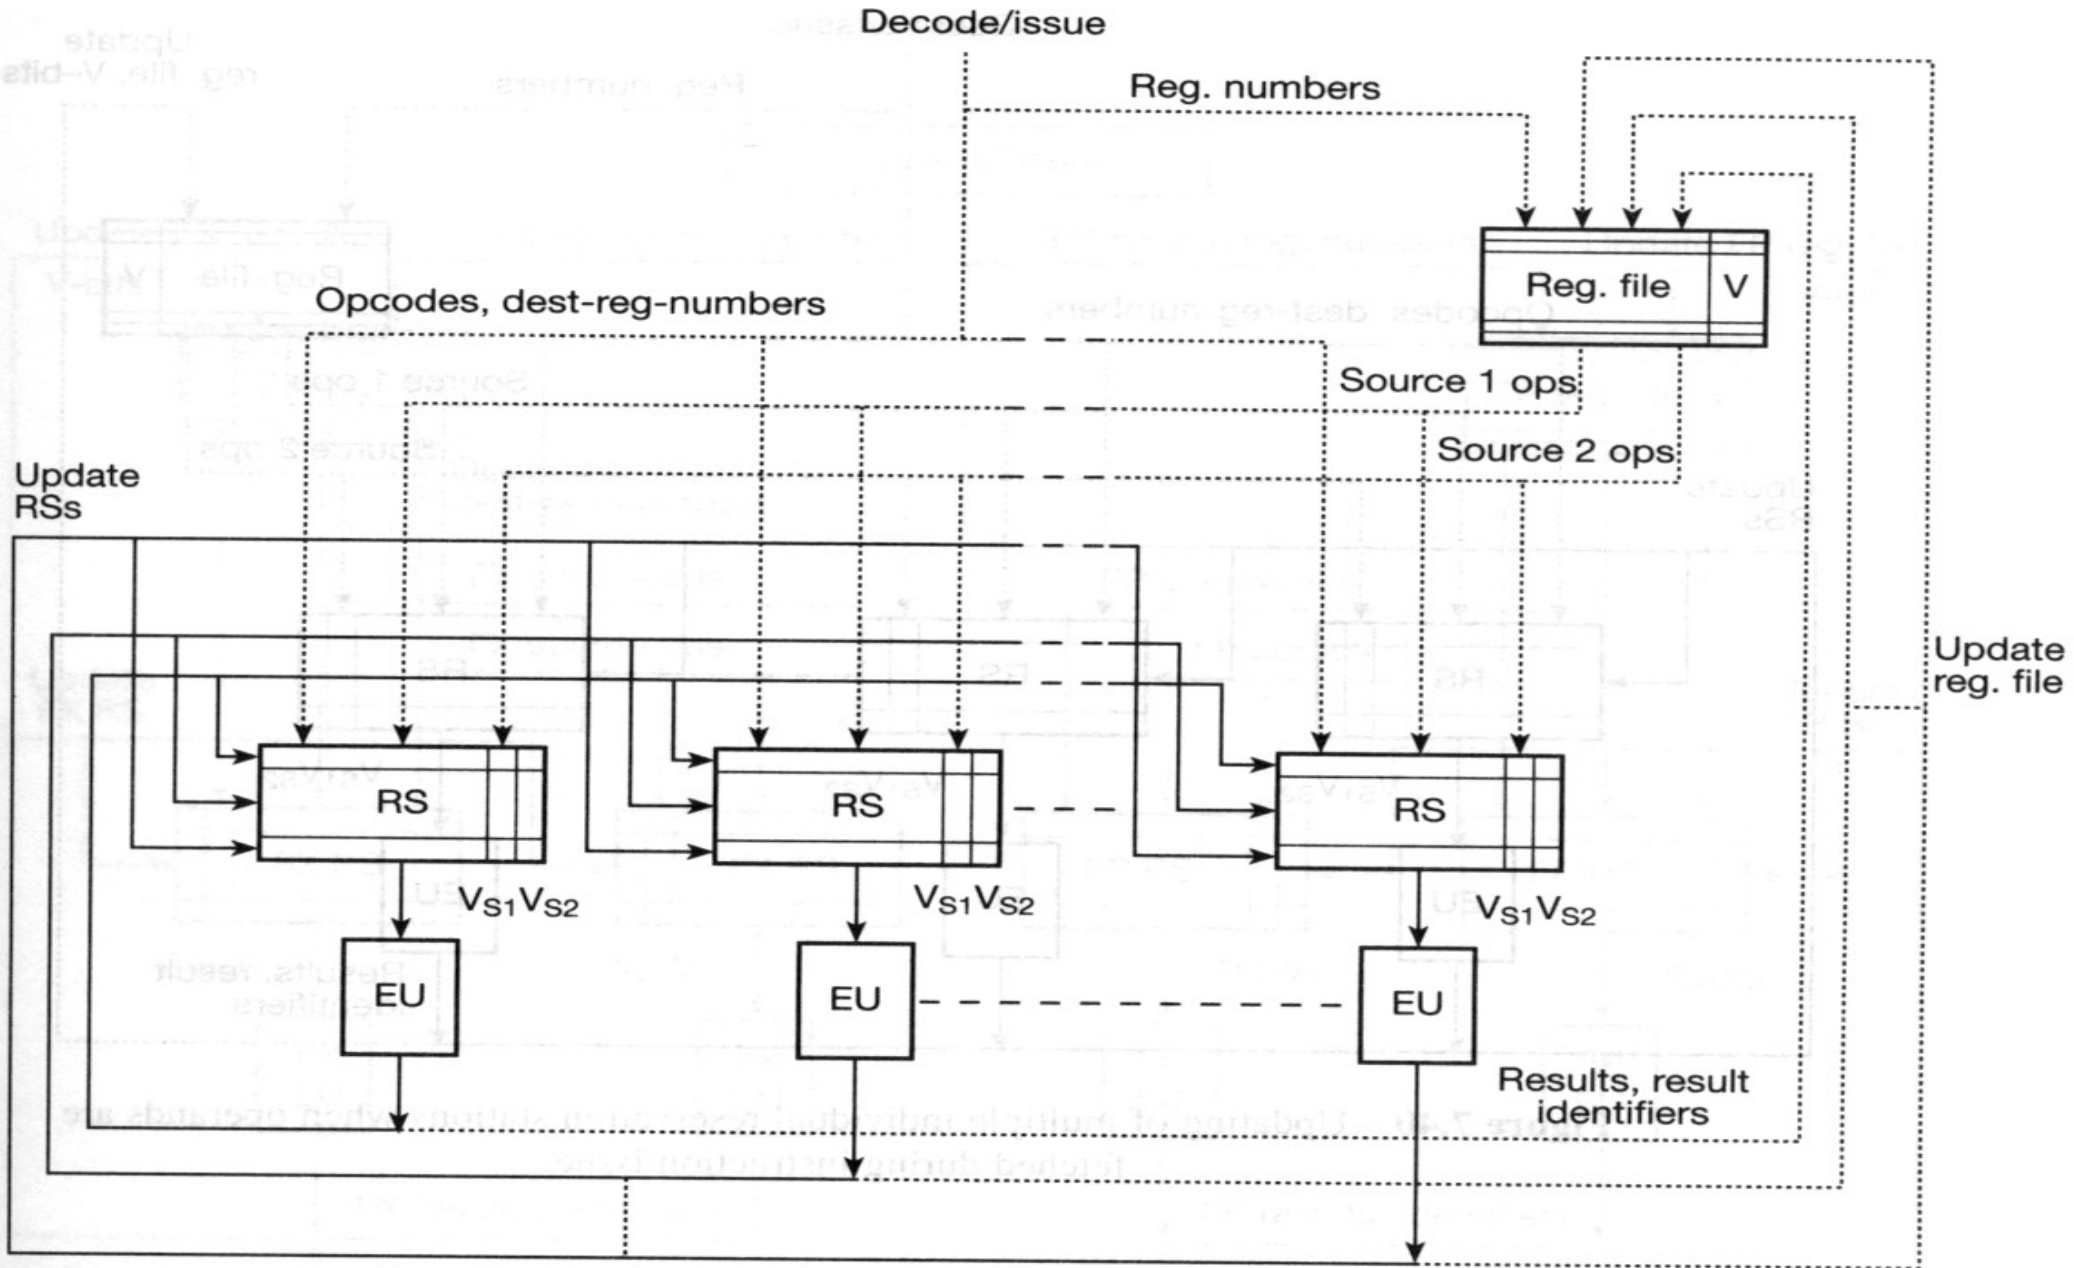 Decode/issue
Reg. numbers
Reg. file V
Opcodes, dest-reg-numbers
Source 1 ops
Source 2 ops
Update
RSs
Update
reg. file
RS
RS
RS
VS1VS2
VS1VS2
VS1VS2
EU
EU
EU
Results, result
identifiers